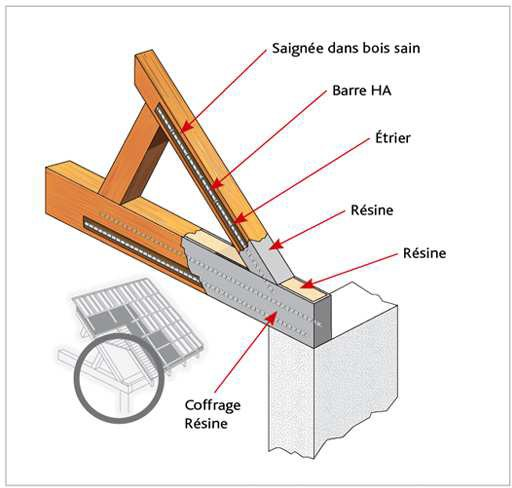 Saignée dans bois sain
Barre HA
Étrier
Résine
Résine
Coffrage
Résine